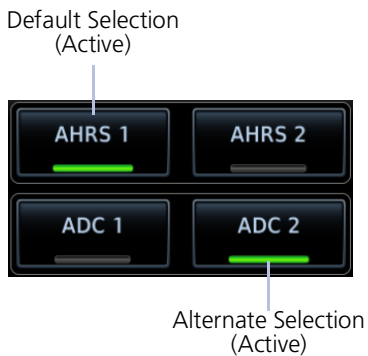 Default Selection
(Active)
AHRS 1 AHRS 2
ADC 1 ADC 2
Alternate Selection
(Active)